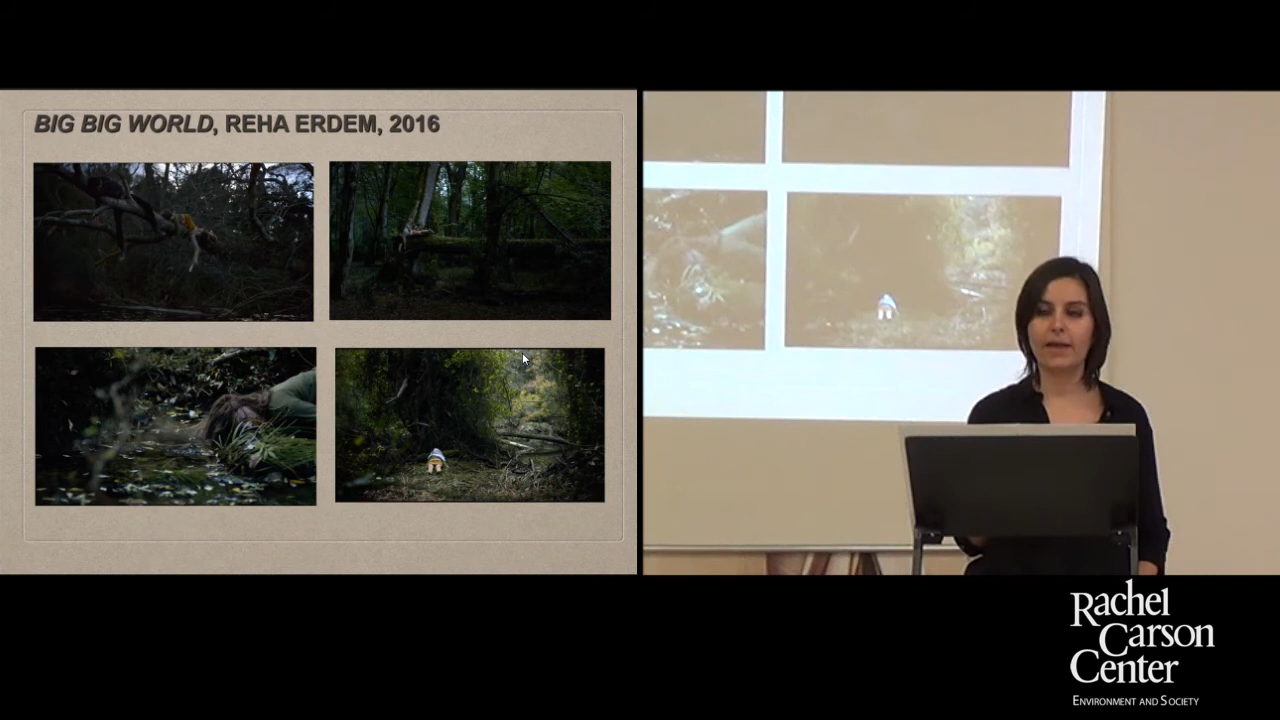 BIG BIG WORLD, REHA ERDEM, 2016
Rachel
Carson
Center
ENVIRONMENT AND SOCIETY